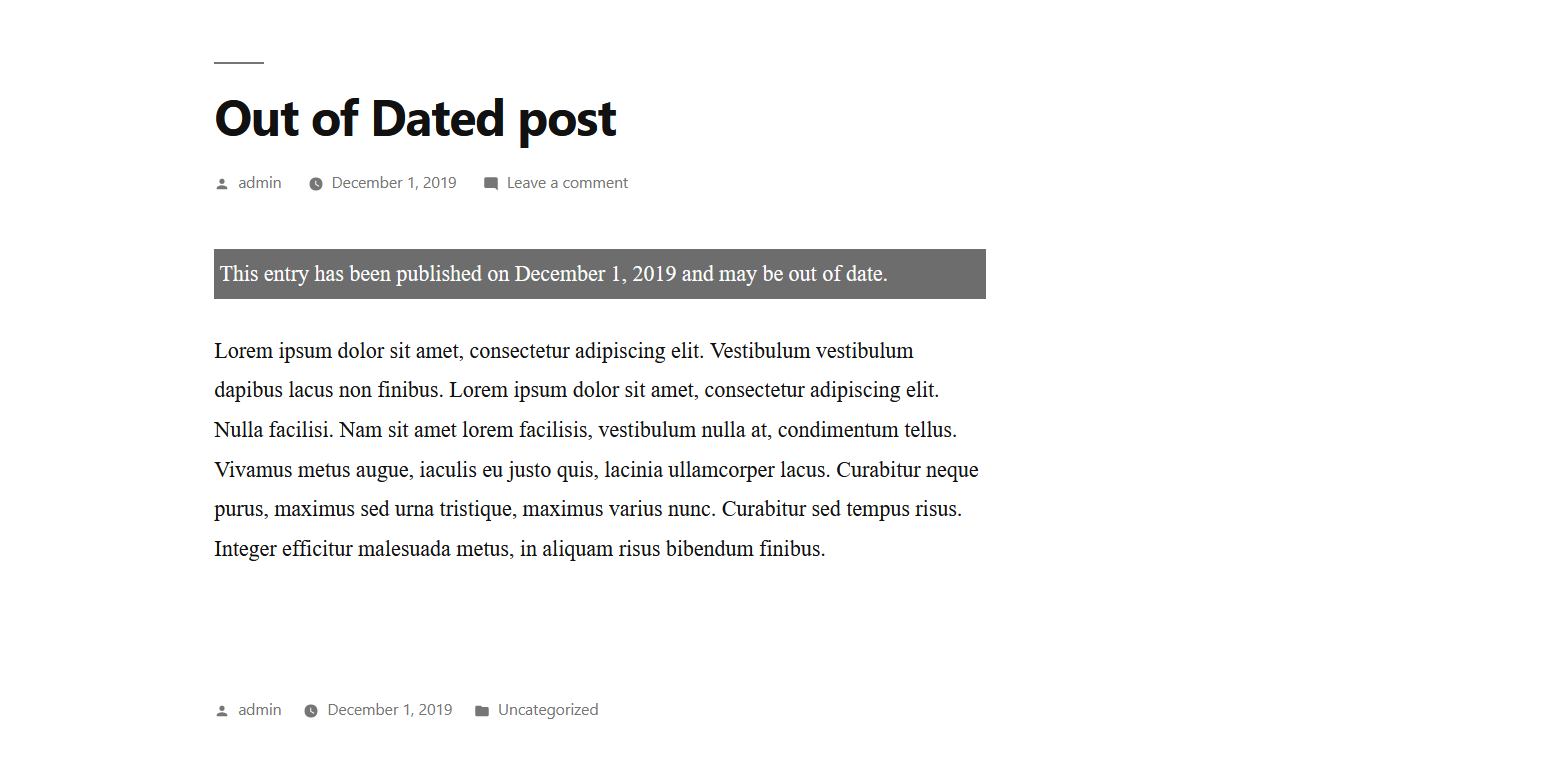 Out of Dated post
admin December 1, 2019 Leave a comment
This entry has been published on December 1, 2019 and may be out of date.
Lorem ipsum dolor sit amet, consectetur adipiscing elit. Vestibulum vestibulum
dapibus lacus non finibus. Lorem ipsum dolor sit amet, consectetur adipiscing elit.
Nulla facilisi. Nam sit amet lorem facilisis, vestibulum nulla at, condimentum tellus.
Vivamus metus augue, iaculis eu justo quis, lacinia ullamcorper lacus. Curabitur neque
purus, maximus sed urna tristique, maximus varius nunc. Curabitur sed tempus risus.
Integer efficitur malesuada metus, in aliquam risus bibendum finibus.
admin December 1, 2019 Uncategorized